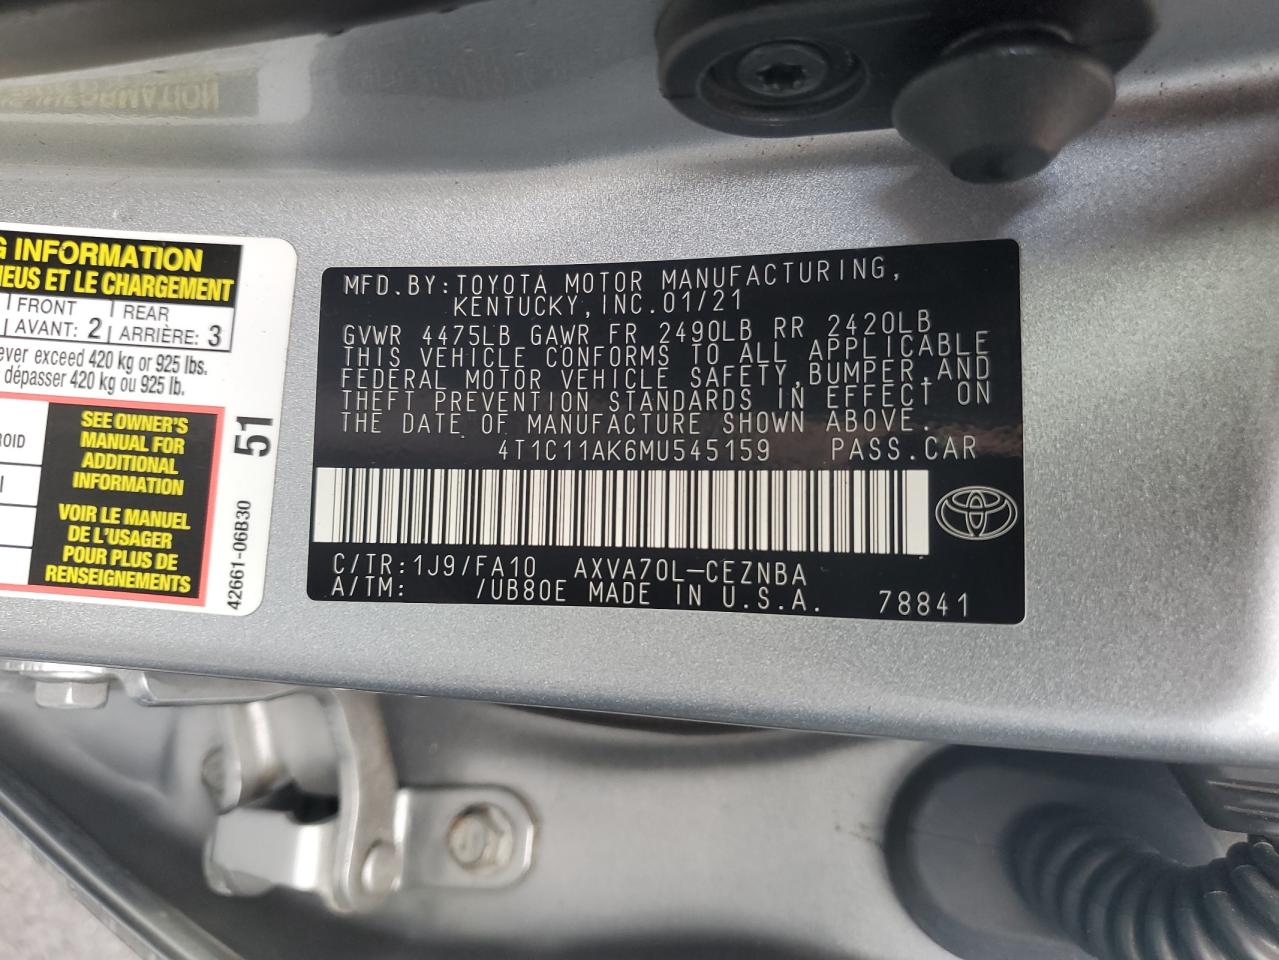 G INFORMATION
NEUS ET LE CHARGEMENT
FRONT
AVANT: 2
REAR
ARRIÈRE: 3
ever exceed 420 kg or 925 lbs.
dépasser 420 kg ou 925 lb.
SEE OWNER'S
MANUAL FOR
ADDITIONAL
INFORMATION
VOIR LE MANUEL
DE L'USAGER
POUR PLUS DE
RENSEIGNEMENTS
51
42661-06B30
MFD.BY:TOYOTA MOTOR MANUFACTURING,
KENTUCKY, INC.01/21
GVWR 4475LB GAWR FR 2490LB RR 2420LB
THIS VEHICLE CONFORMS TO ALL APPLICABLE
FEDERAL MOTOR VEHICLE SAFETY,BUMPER,AND
THEFT PREVENTION STANDARDS IN EFFECT ON
THE DATE OF MANUFACTURE SHOWN ABOVE.
4T1C11AK6MU545159 PASS.CAR
C/TR:1J9/FA10 AXVA70L-CEZNBA
A/TM: /UB80E MADE IN U.S.A. 78841